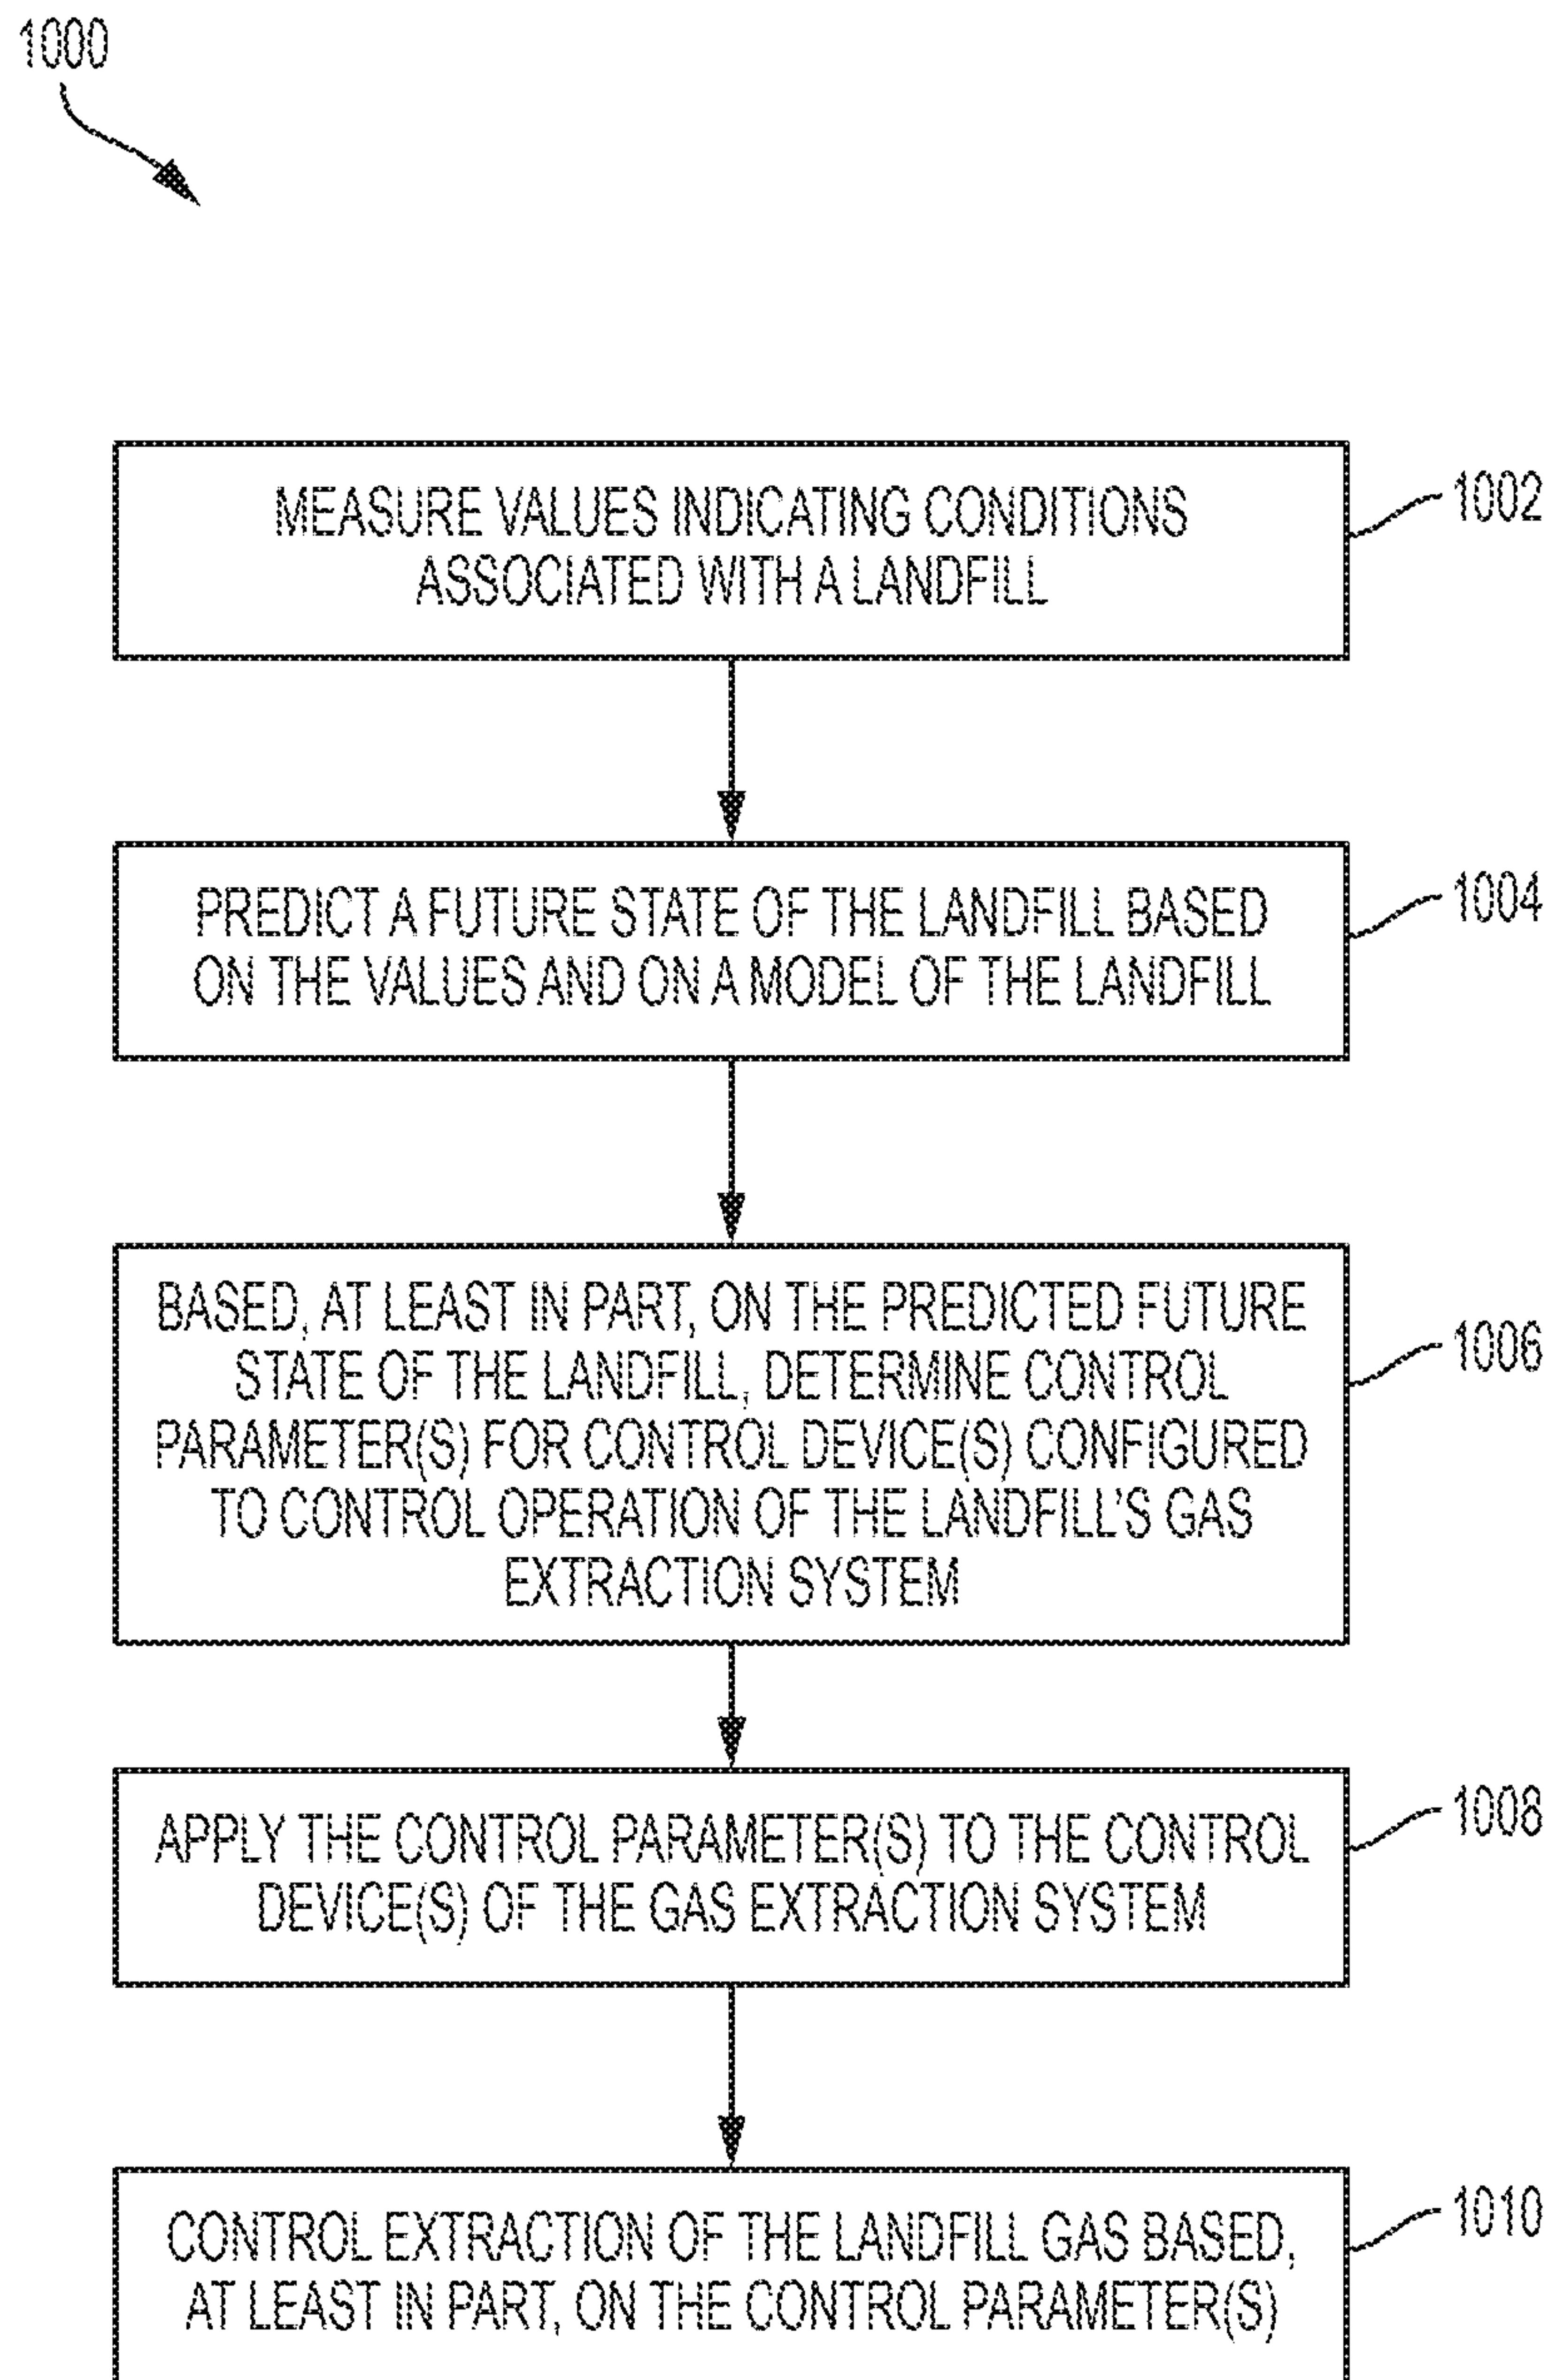 1000
MEASURE VALUES INDICATING CONDITIONS
ASSOCIATED WITH A LANDFILL
1002
PREDICT A FUTURE STATE OF THE LANDFILL BASED
ON THE VALUES AND ON A MODEL OF THE LANDFILL
1004
BASED, AT LEAST IN PART, ON THE PREDICTED FUTURE
STATE OF THE LANDFILL, DETERMINE CONTROL
PARAMETER(S) FOR CONTROL DEVICE(S) CONFIGURED
TO CONTROL OPERATION OF THE LANDFILL'S GAS
EXTRACTION SYSTEM
1006
APPLY THE CONTROL PARAMETER(S) TO THE CONTROL
DEVICE(S) OF THE GAS EXTRACTION SYSTEM
1008
CONTROL EXTRACTION OF THE LANDFILL GAS BASED,
AT LEAST IN PART, ON THE CONTROL PARAMETER(S)
1010